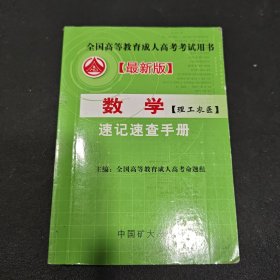 全国高等教育成人高考考试用书
【最新版】
数学【理工农医】
速记速查手册
主编:全国高等教育成人高考命题组
中国矿大